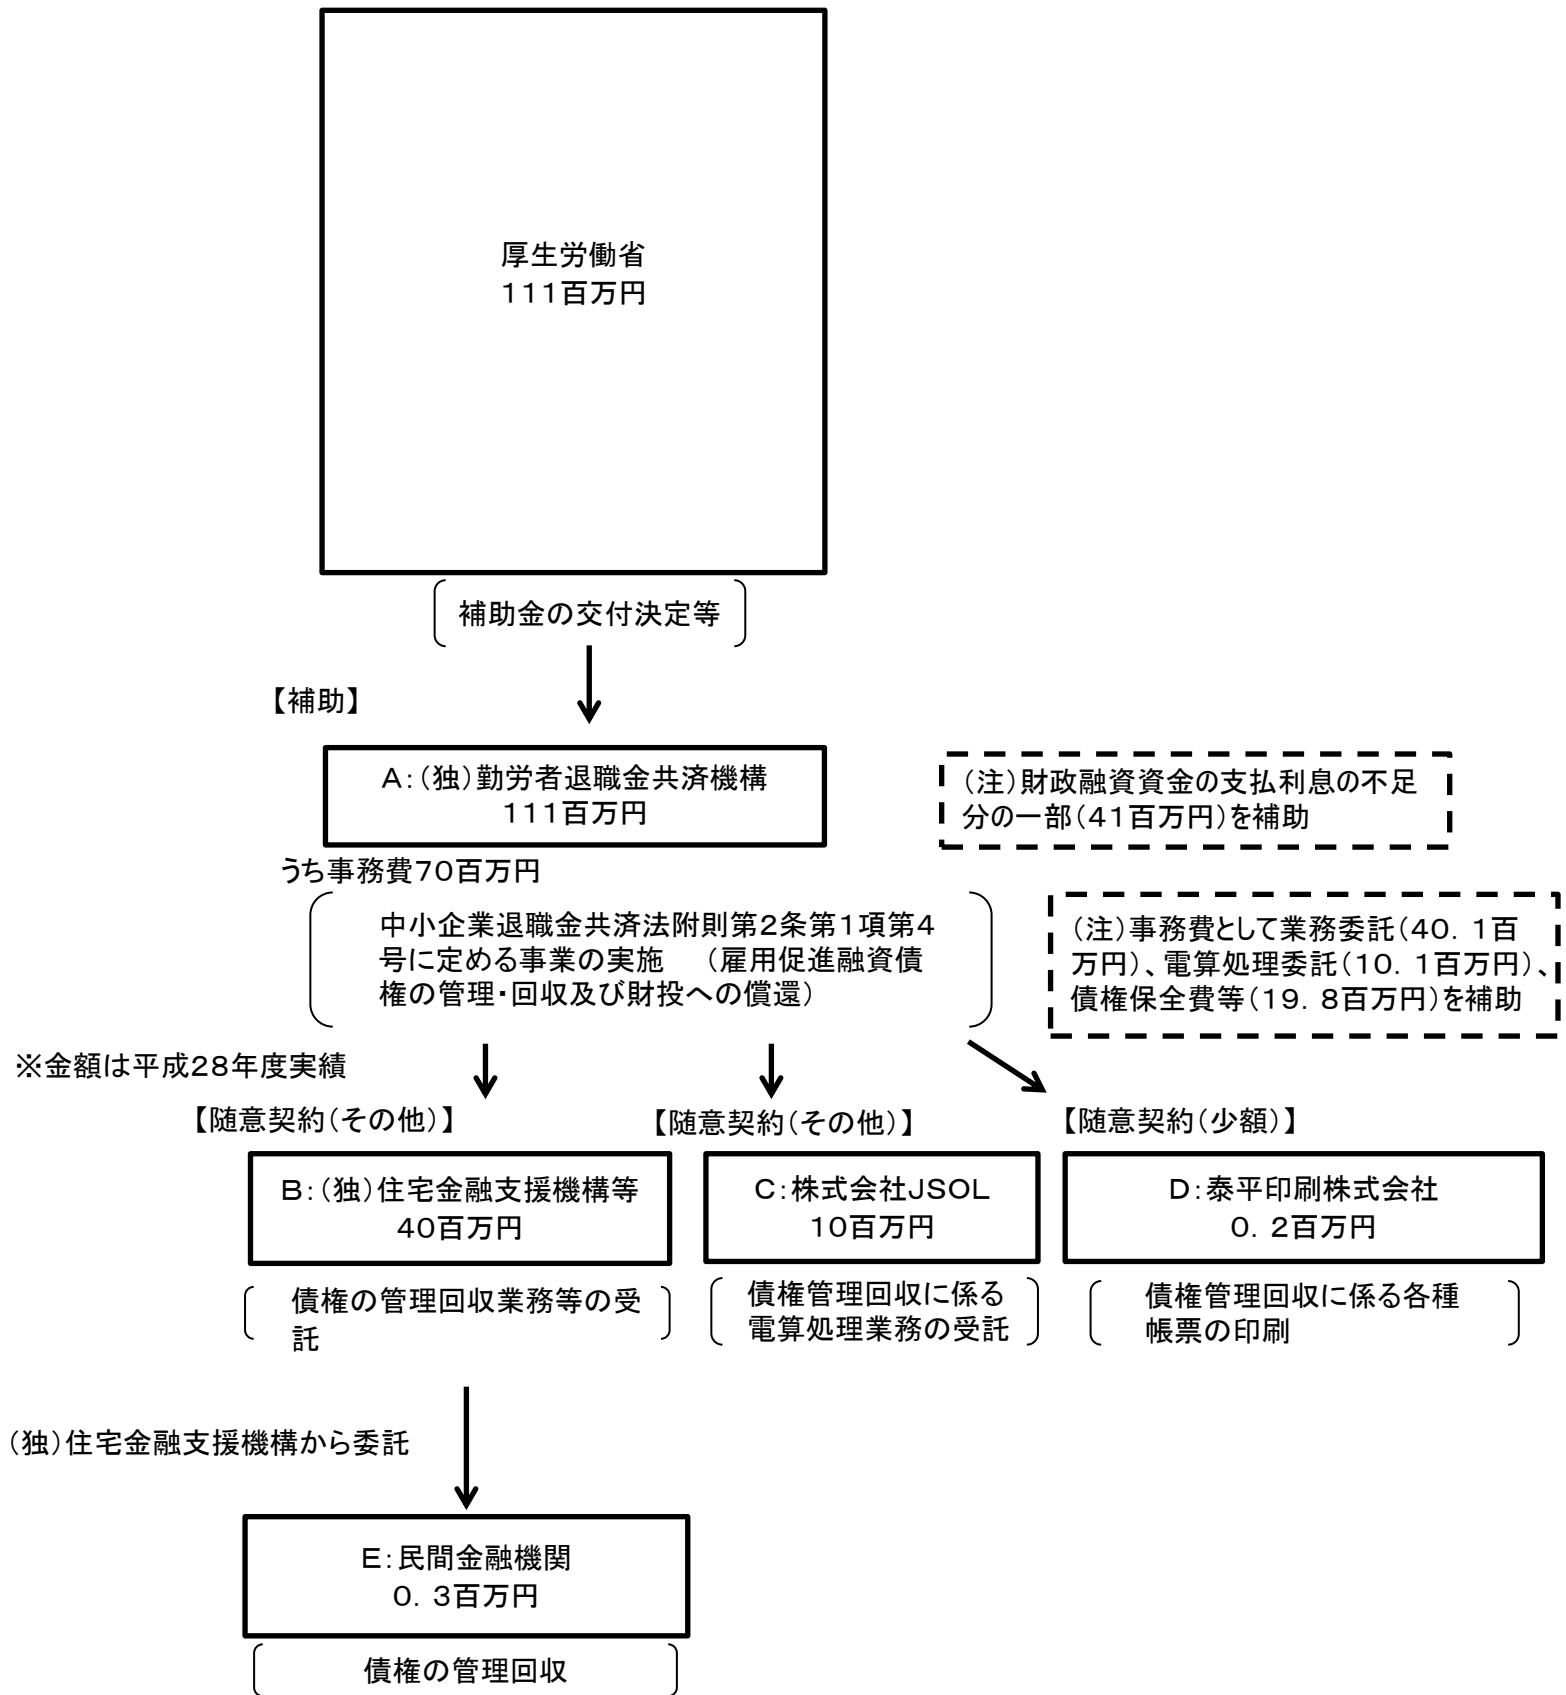 厚生労働省
111百万円
補助金の交付決定等
【補助】
A:(独)勤労者退職金共済機構
111百万円
(注)財政融資資金の支払利息の不足
分の一部(41百万円)を補助
うち事務費70百万円
中小企業退職金共済法附則第2条第1項第4
号に定める事業の実施　(雇用促進融資債
権の管理・回収及び財投への償還)
(注)事務費として業務委託(40.1百
万円)、電算処理委託(10.1百万円)、
債権保全費等(19.8百万円)を補助
※金額は平成28年度実績
【随意契約(その他)】
【随意契約(その他)】
【随意契約(少額)】
B:(独)住宅金融支援機構等
40百万円
C:株式会社JSOL
10百万円
D:泰平印刷株式会社
0.2百万円
債権の管理回収業務等の受
託
債権管理回収に係る
電算処理業務の受託
債権管理回収に係る各種
帳票の印刷
(独)住宅金融支援機構から委託
E:民間金融機関
0.3百万円
債権の管理回収